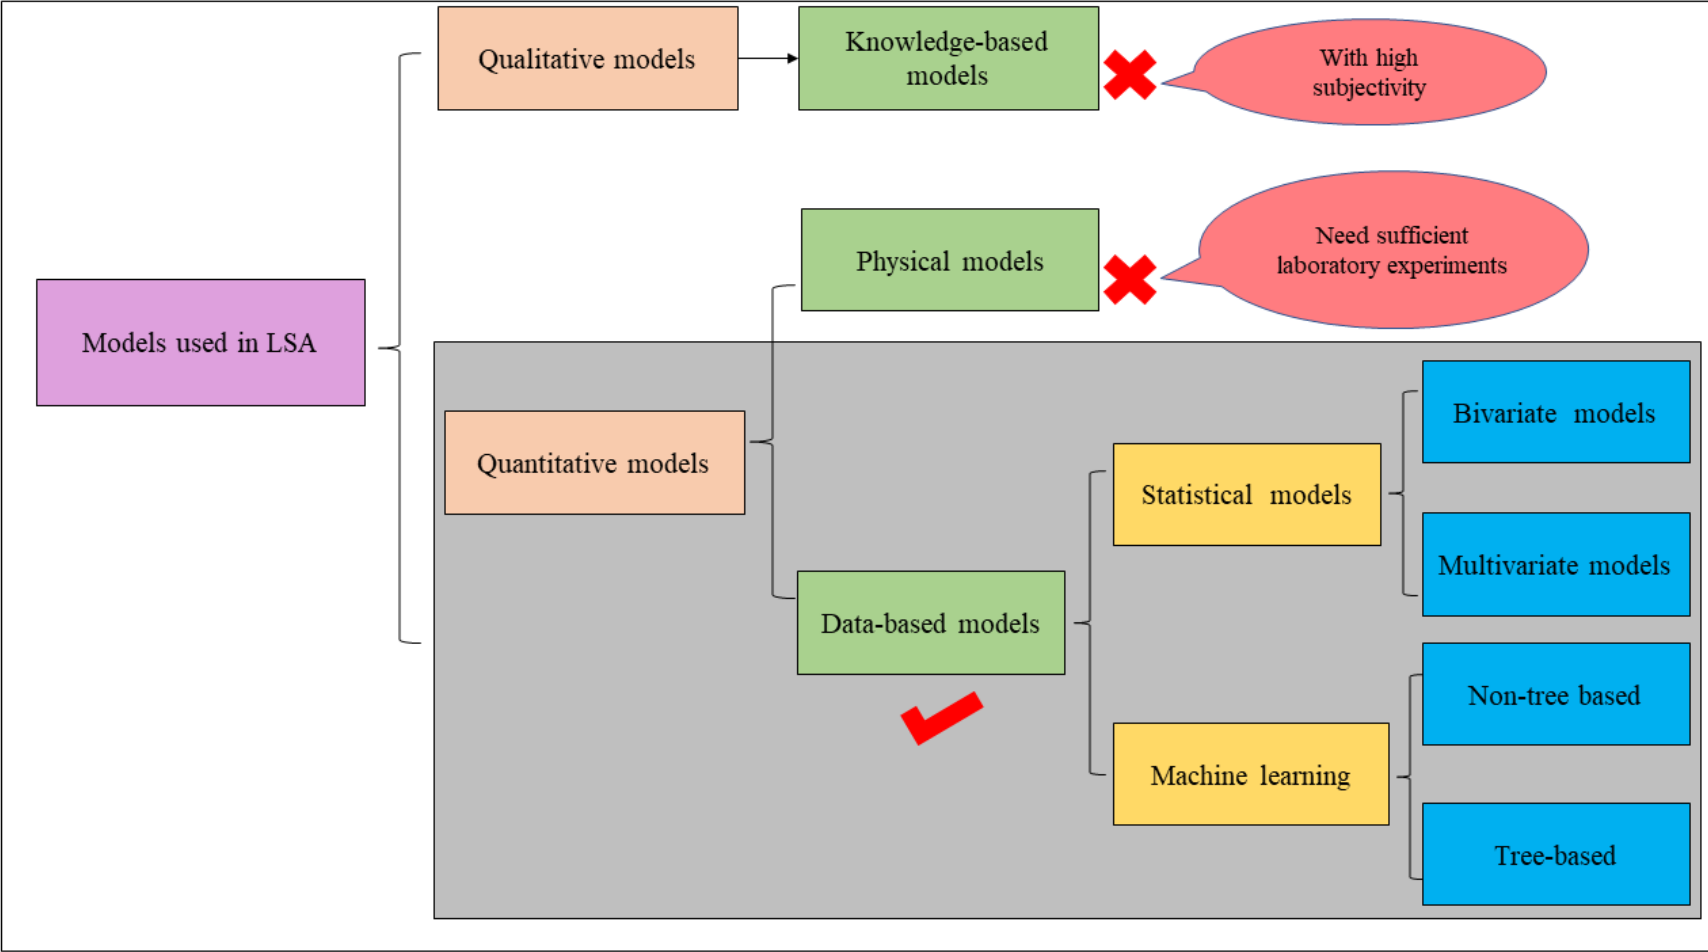 Qualitative models
Knowledge-based
models
With high
subjectivity
Physical models
Need sufficient
laboratory experiments
Models used in LSA
Quantitative models
Bivariate models
Statistical models
Multivariate models
Data-based models
Non-tree based
Machine learning
Tree-based